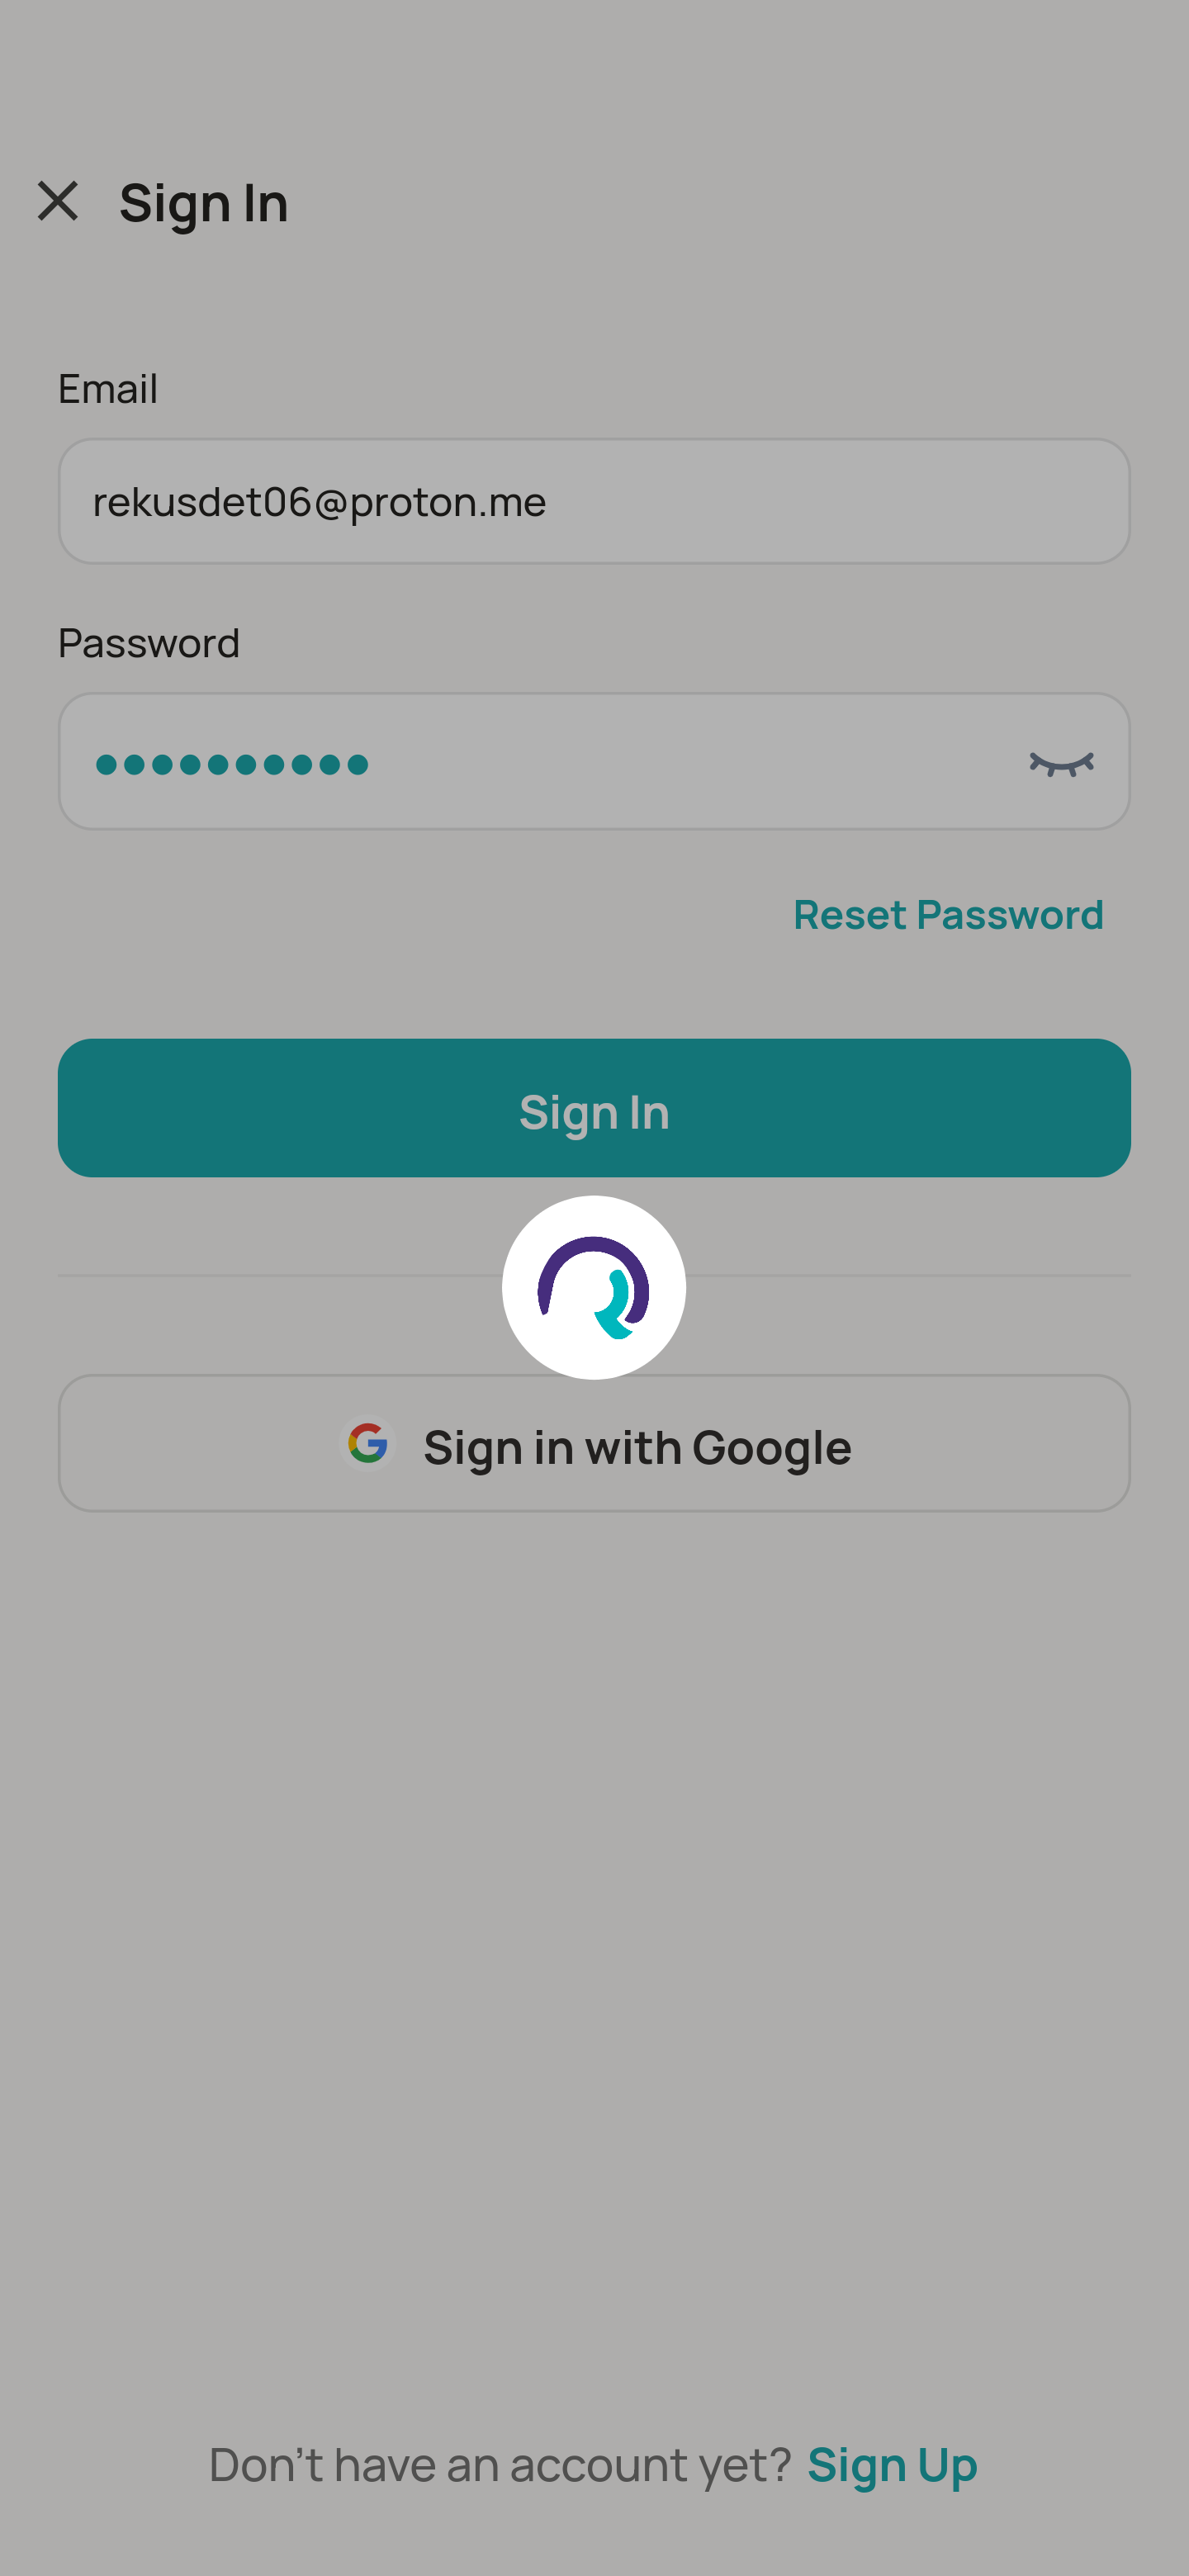 Sign In
Email
rekusdet06@proton.me
Password
Reset Password
Sign In
Sign in with Google
Don't have an account yet? Sign Up